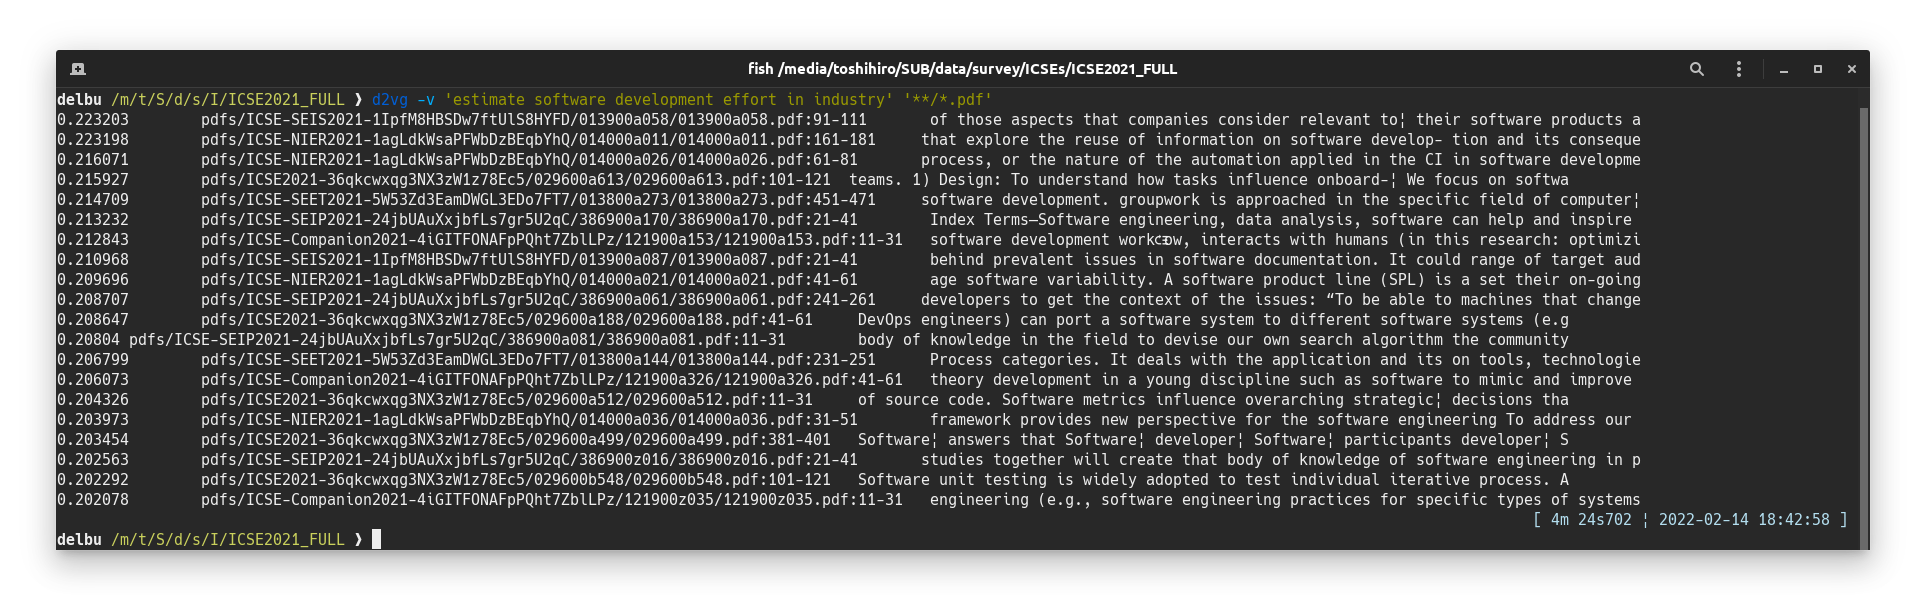 fish /media/toshihiro/SUB/data/survey/ICSEs/ICSE2021_FULL
delbu /m/t/S/d/s/I/ICSE2021_FULL ❱ d2vg -v 'estimate software development effort in industry' '**/*.pdf'
0.223203 pdfs/ICSE-SEIS2021-1IpfM8HBSDw7ftUlS8HYFD/013900a058/013900a058.pdf:91-111 of those aspects that companies consider relevant to¦ their software products a
0.223198 pdfs/ICSE-NIER2021-1agLdkWsaPFWbDzBEqbYhQ/014000a011/014000a011.pdf:161-181 that explore the reuse of information on software develop- tion and its conseque
0.216071 pdfs/ICSE-NIER2021-1agLdkWsaPFWbDzBEqbYhQ/014000a026/014000a026.pdf:61-81 process, or the nature of the automation applied in the CI in software developme
0.215927 pdfs/ICSE2021-36qkcwxqg3NX3zW1z78Ec5/029600a613/029600a613.pdf:101-121 teams. 1) Design: To understand how tasks influence onboard-¦ We focus on softwa
0.214709 pdfs/ICSE-SEET2021-5W53Zd3EamDWGL3EDo7FT7/013800a273/013800a273.pdf:451-471 software development. groupwork is approached in the specific field of computer¦
0.213232 pdfs/ICSE-SEIP2021-24jbUAuXxjbfLs7gr5U2qC/386900a170/386900a170.pdf:21-41 Index Terms—Software engineering, data analysis, software can help and inspire
0.212843 pdfs/ICSE-Companion2021-4iGITFONAFpPQht7ZblLPz/121900a153/121900a153.pdf:11-31 software development interacts with humans (in this research: optimizi
0.210968 pdfs/ICSE-SEIS2021-1IpfM8HBSDw7ftUlS8HYFD/013900a087/013900a087.pdf:21-41 behind prevalent issues in software documentation. It could range of target aud
0.209696 pdfs/ICSE-NIER2021-1agLdkWsaPFWbDzBEqbYhQ/014000a021/014000a021.pdf:41-61 age software variability. A software product line (SPL) is a set their on-going
0.208707 pdfs/ICSE-SEIP2021-24jbUAuXxjbfLs7gr5U2qC/386900a061/386900a061.pdf:241-261 developers to get the context of the issues: “To be able to machines that change
0.208647 pdfs/ICSE2021-36qkcwxqg3NX3zW1z78Ec5/029600a188/029600a188.pdf:41-61 DevOps engineers) can port a software system to different software systems (e.g
0.20804 pdfs/ICSE-SEIP2021-24jbUAuXxjbfLs7gr5U2qC/386900a081/386900a081.pdf:11-31 body of knowledge in the field to devise our own search algorithm the community
0.206799 pdfs/ICSE-SEET2021-5W53Zd3EamDWGL3EDo7FT7/013800a144/013800a144.pdf:231-251 Process categories. It deals with the application and its on tools, technologie
0.206073 pdfs/ICSE-Companion2021-4iGITFONAFpPQht7ZblLPz/121900a326/121900a326.pdf:41-61 theory development in a young discipline such as software to mimic and improve
0.204326 pdfs/ICSE2021-36qkcwxqg3NX3zW1z78Ec5/029600a512/029600a512.pdf:11-31 of source code. Software metrics influence overarching strategic¦ decisions tha
0.203973 pdfs/ICSE-NIER2021-1agLdkWsaPFWbDzBEqbYhQ/014000a036/014000a036.pdf:31-51 framework provides new perspective for the software engineering To address our
0.203454 pdfs/ICSE2021-36qkcwxqg3NX3zW1z78Ec5/029600a499/029600a499.pdf:381-401 Software¦ answers that Software¦ developer¦ Software¦ participants developer¦ S
0.202563 pdfs/ICSE-SEIP2021-24jbUAuXxjbfLs7gr5U2qC/386900z016/386900z016.pdf:21-41 studies together will create that body of knowledge of software engineering in p
0.202292 pdfs/ICSE2021-36qkcwxqg3NX3zW1z78Ec5/029600b548/029600b548.pdf:101-121 Software unit testing is widely adopted to test individual iterative process. A
0.202078 pdfs/ICSE-Companion2021-4iGITFONAFpPQht7ZblLPz/121900z035/121900z035.pdf:11-31 engineering (e.g., software engineering practices for specific types of systems
[ 4m 24s702 ¦ 2022-02-14 18:42:58 ]
delbu /m/t/S/d/s/I/ICSE2021_FULL ❱